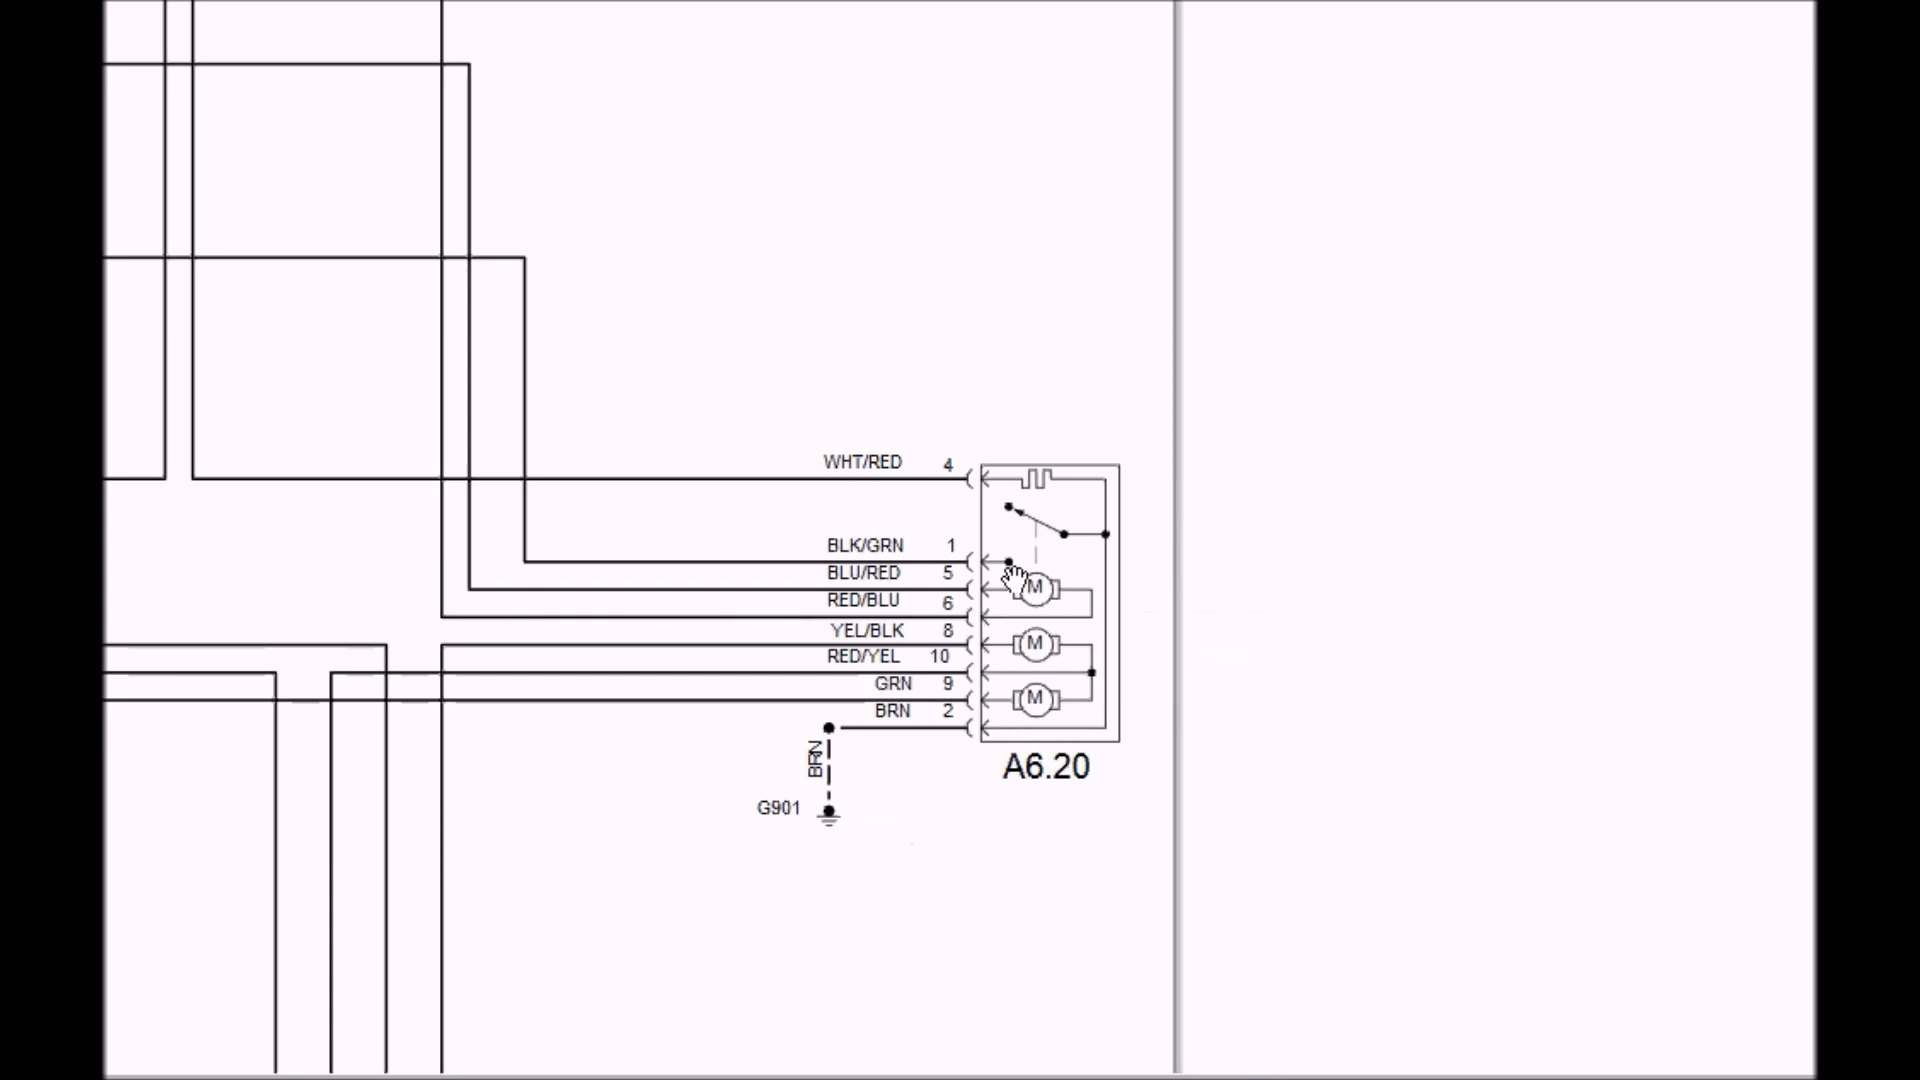 WHT/RED 4
BLK/GRN 1
BLU/RED 5
M
RED/BLU 6
YEL/BLK 8
M
RED/YEL 10
GRN 9
M
BRN 2
BRN
A6.20
G901